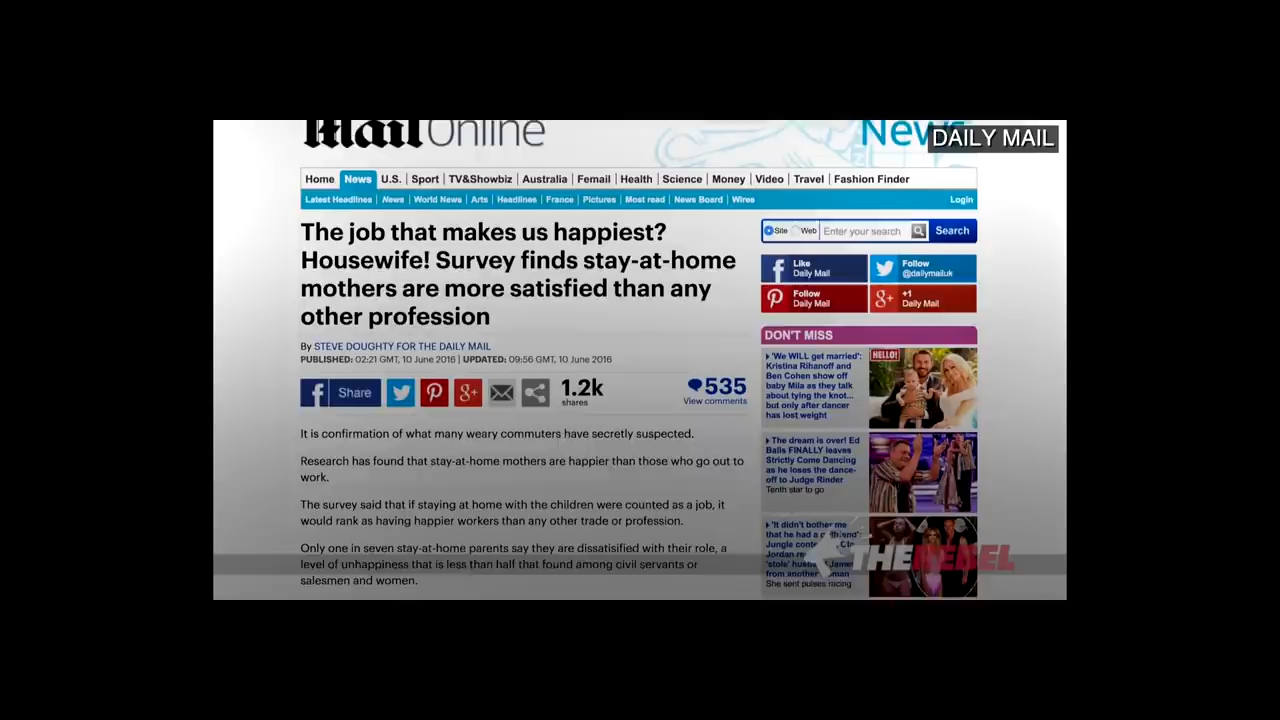 Mail Online
News
DAILY MAIL
Home News U.S. Sport TV&Showbiz Australia Femail Health Science Money Video Travel Fashion Finder
Latest Headlines News World News Arts Headlines France Pictures Most read News Board Wires Login
The job that makes us happiest?
Housewife! Survey finds stay-at-home
mothers are more satisfied than any
other profession
By STEVE DOUGHTY FOR THE DAILY MAIL
PUBLISHED: 02:21 GMT, 10 June 2016 | UPDATED: 09:56 GMT, 10 June 2016
Share
1.2k
shares
535
View comments
It is confirmation of what many weary commuters have secretly suspected.
Research has found that stay-at-home mothers are happier than those who go out to
work.
The survey said that if staying at home with the children were counted as a job, it
would rank as having happier workers than any other trade or profession.
Only one in seven stay-at-home parents say they are dissatisified with their role, a
level of unhappiness that is less than half that found among civil servants or
salesmen and women.
Site Web Enter your search Search
Like
Daily Mail
Follow
@dailymailuk
Follow
Daily Mail
+1
Daily Mail
DON'T MISS
'We WILL get married':
Kristina Rihanoff and
Ben Cohen show off
baby Mila as they talk
about tying the knot...
but only after dancer
has lost weight
HELLO!
The dream is over! Ed
Balls FINALLY leaves
Strictly Come Dancing
as he loses the dance-
off to Judge Rinder
Tenth star to go
'It didn't bother me
that he had a girlfriend':
Jungle
Jordan
'stole'
from another woman
She sent pulses racing
THE REBEL